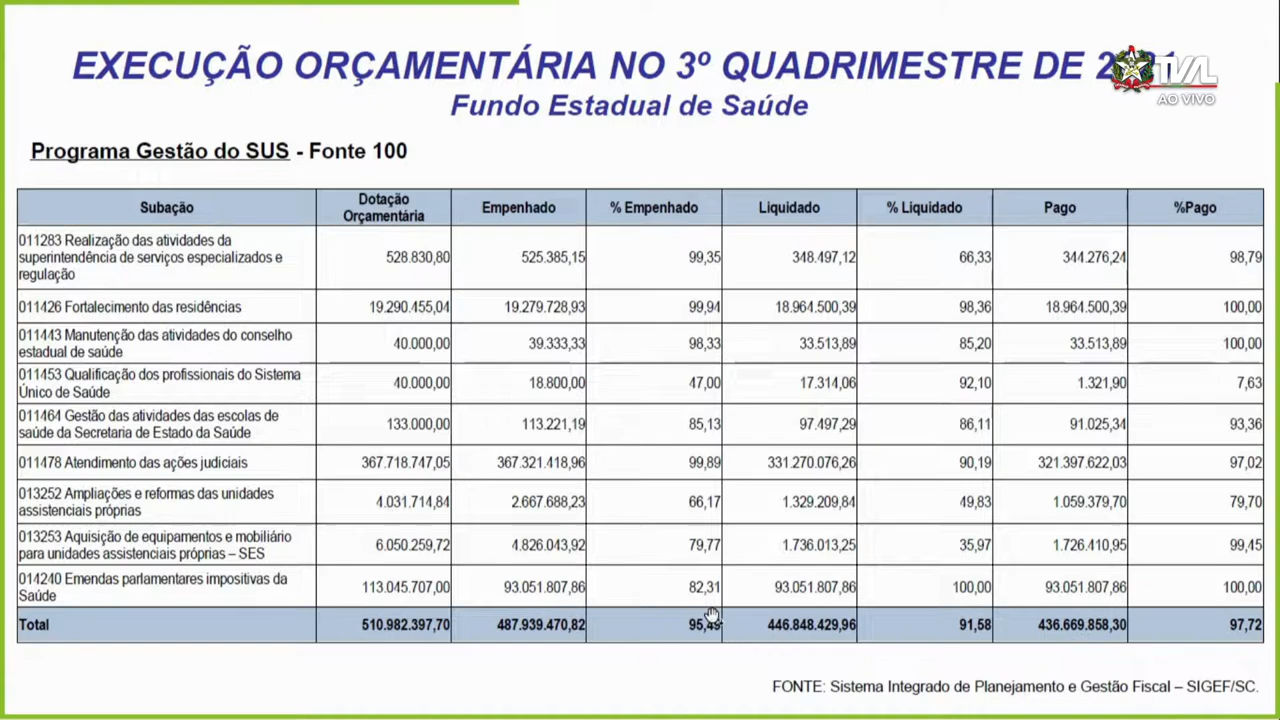 EXECUÇÃO ORÇAMENTÁRIA NO 3º QUADRIMESTRE DE
TVAL
AO VIVO
Fundo Estadual de Saúde
Programa Gestão do SUS - Fonte 100
Subação Dotação Orçamentária Empenhado % Empenhado Liquidado % Liquidado Pago %Pago
011283 Realização das atividades da
superintendência de serviços especializados e
regulação
528.830,80 525.385,15 99,35 348.497,12 66,33 344.276,24 98,79
011426 Fortalecimento das residências 19.290.455,04 19.279.728,93 99,94 18.964.500,39 98,36 18.964.500,39 100,00
011443 Manutenção das atividades do conselho
estadual de saúde
40.000,00 39.333,33 98,33 33.513,89 85,20 33.513,89 100,00
011453 Qualificação dos profissionais do Sistema
Único de Saúde
40.000,00 18.800,00 47,00 17.314,06 92,10 1.321,90 7,63
011464 Gestão das atividades das escolas de
saúde da Secretaria de Estado da Saúde
133.000,00 113.221,19 85,13 97.497,29 86,11 91.025,34 93,36
011478 Atendimento das ações judiciais 367.718.747,05 367.321.418,96 99,89 331.270.076,26 90,19 321.397.622,03 97,02
013252 Ampliações e reformas das unidades
assistenciais próprias
4.031.714,84 2.667.688,23 66,17 1.329.209,84 49,83 1.059.379,70 79,70
013253 Aquisição de equipamentos e mobiliário
para unidades assistenciais próprias – SES
6.050.259,72 4.826.043,92 79,77 1.736.013,25 35,97 1.726.410,95 99,45
014240 Emendas parlamentares impositivas da
Saúde
113.045.707,00 93.051.807,86 82,31 93.051.807,86 100,00 93.051.807,86 100,00
Total 510.982.397,70 487.939.470,82 95,49 446.848.429,96 91,58 436.669.858,30 97,72
FONTE: Sistema Integrado de Planejamento e Gestão Fiscal – SIGEF/SC.